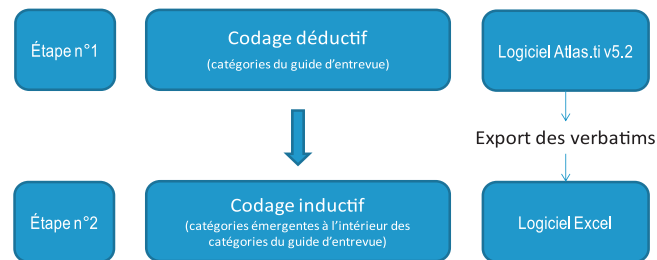 Étape n°1
Codage déductif
(catégories du guide d'entrevue)
Logiciel Atlas.ti v5.2
Export des verbatims
Étape n°2
Codage inductif
(catégories émergentes à l'intérieur des
catégories du guide d'entrevue)
Logiciel Excel